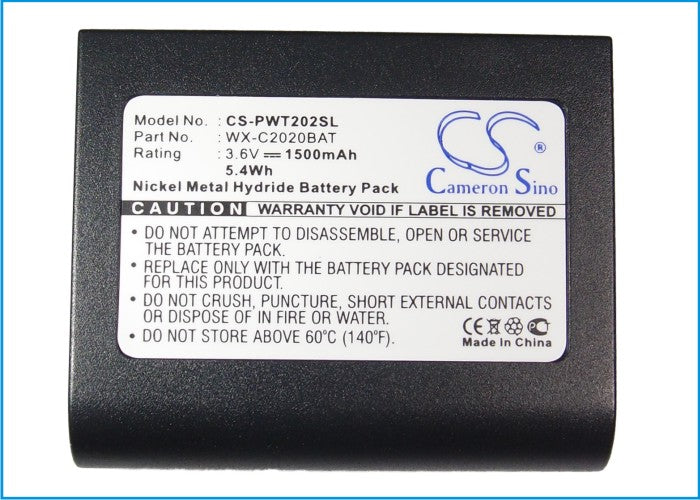 Model No. : CS-PWT202SL
Part No. : WX-C2020BAT
Rating : 3.6V 1500mAh
5.4Wh
Nickel Metal Hydride Battery Pack
CS ®
Cameron Sino
CAUTION WARRANTY VOID IF LABEL IS REMOVED
• DO NOT ATTEMPT TO DISASSEMBLE, OPEN OR SERVICE
THE BATTERY PACK.
• REPLACE ONLY WITH THE BATTERY PACK DESIGNATED
FOR THIS PRODUCT.
• DO NOT CRUSH, PUNCTURE, SHORT EXTERNAL CONTACTS
OR DISPOSE OF IN FIRE OR WATER.
• DO NOT STORE ABOVE 60°C (140°F).
CE
Made In China